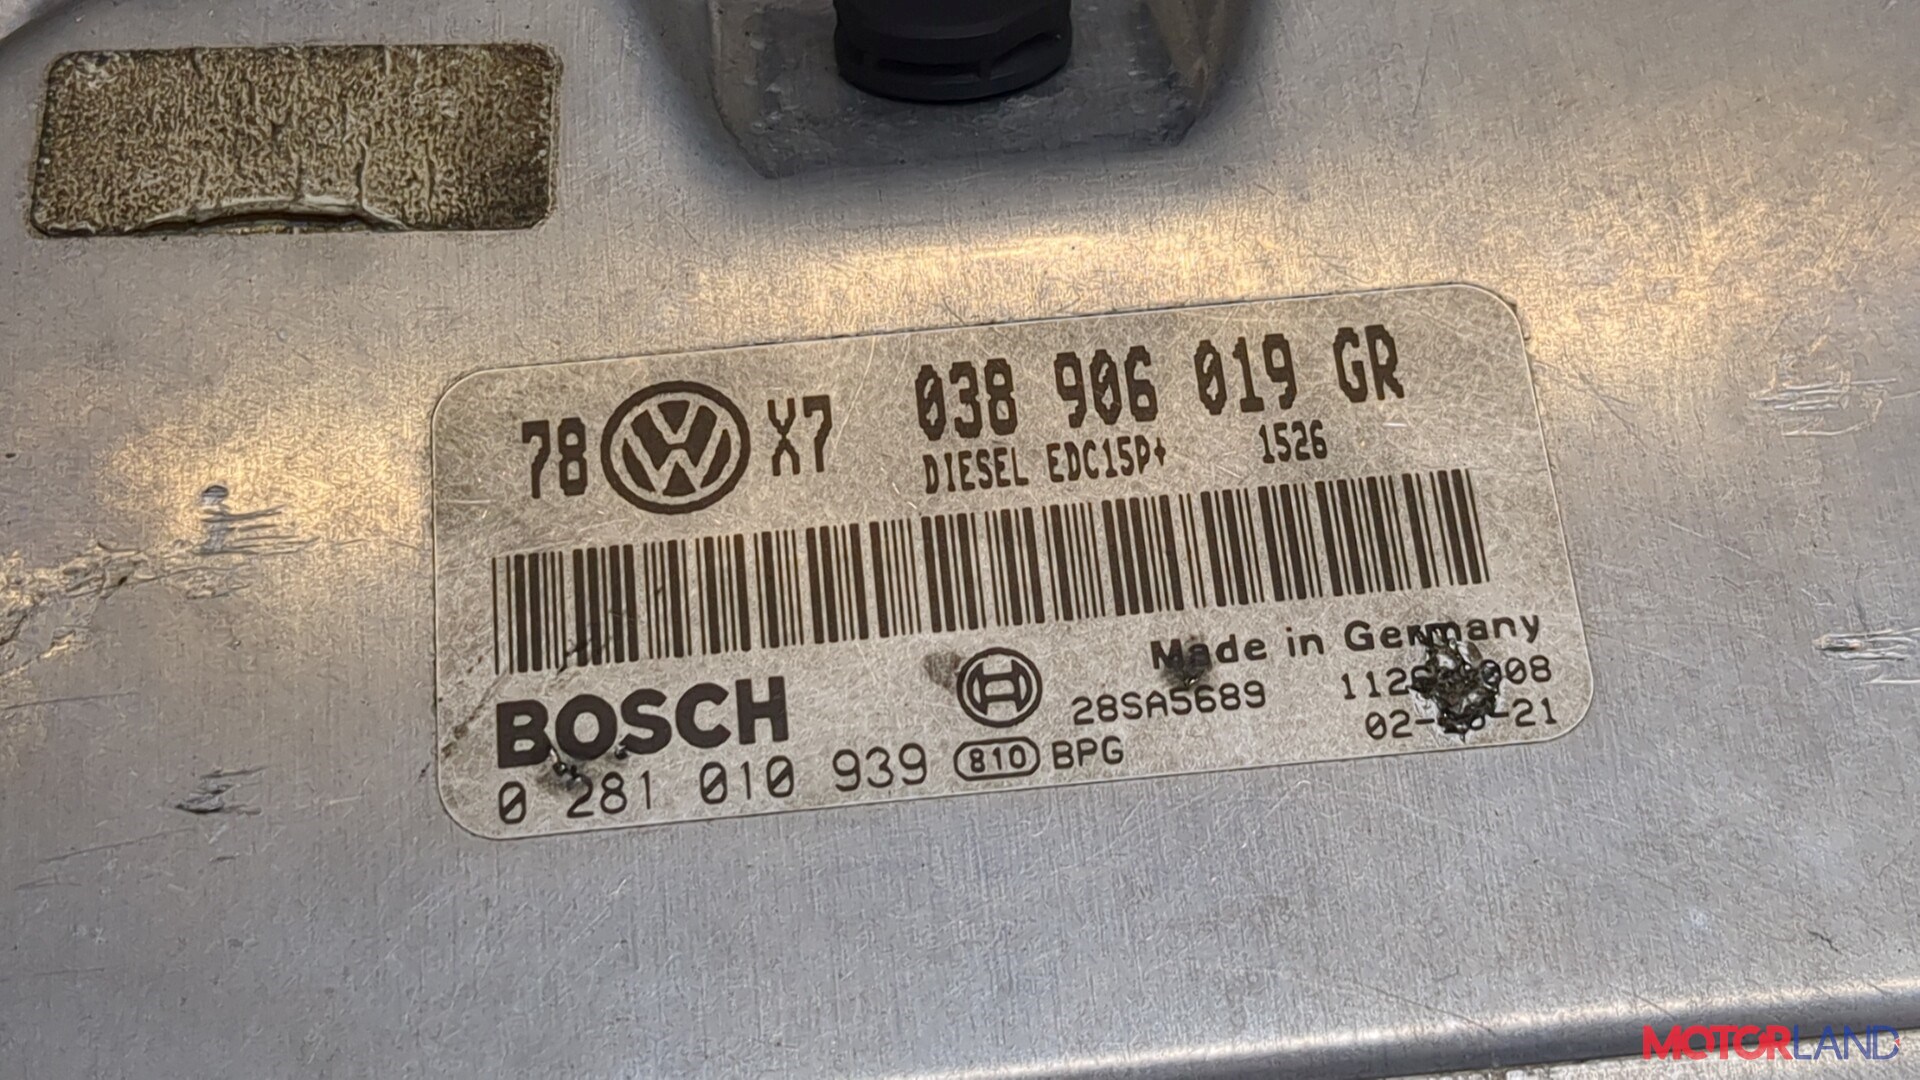 78 X7 038 906 019 GR
DIESEL EDC15P+ 1526
Made in Germany
BOSCH 28SA5689
0 281 010 939 810 BPG
MOTORLAND